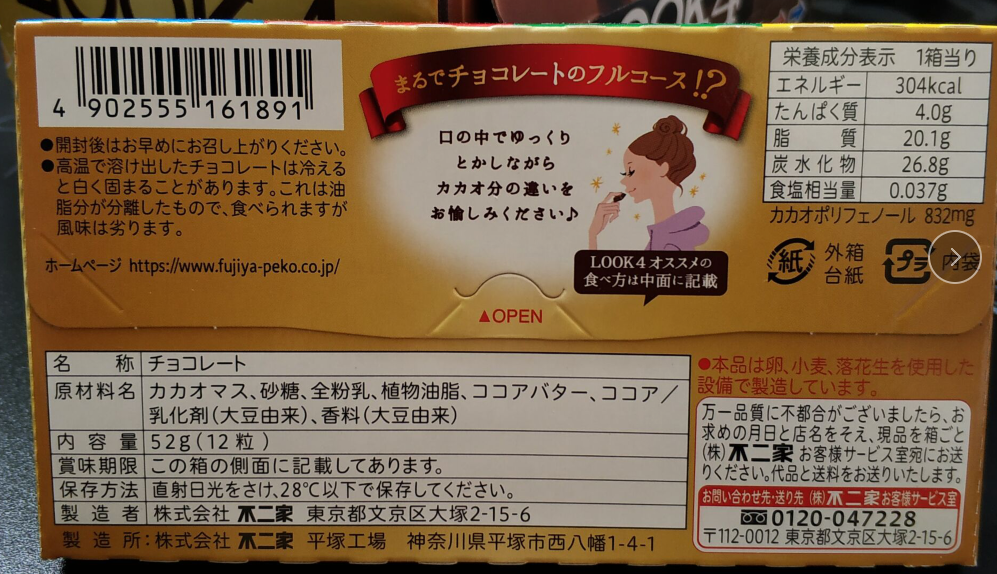 4 902555 161891
●開封後はお早めにお召し上がりください。
●高温で溶け出したチョコレートは冷える
と白く固まることがあります。これは油
脂分が分離したもので、食べられますが
風味は劣ります。
ホームページ https://www.fujiya-peko.co.jp/
まるでチョコレートのフルコース!?
口の中でゆっくり
とかしながら
カカオ分の違いを
お愉しみください♪
LOOK4オススメの
食べ方は中面に記載
▲OPEN
栄養成分表示 1箱当り
エネルギー 304kcal
たんぱく質 4.0g
脂質 20.1g
炭水化物 26.8g
食塩相当量 0.037g
カカオポリフェノール 832mg
紙 外箱
台紙
プラ 内袋
名称 チョコレート
原材料名 カカオマス、砂糖、全粉乳、植物油脂、ココアバター、ココア／
乳化剤(大豆由来)、香料(大豆由来)
内容量 52g(12粒)
賞味期限 この箱の側面に記載してあります。
保存方法 直射日光をさけ、28℃以下で保存してください。
製造者 株式会社 不二家 東京都文京区大塚2-15-6
製造所:株式会社 不二家 平塚工場 神奈川県平塚市西八幡1-4-1
●本品は卵、小麦、落花生を使用した
設備で製造しています。
万一品質に不都合がございましたら、お
求めの月日と店名をそえ、現品を箱ごと
(株)不二家 お客様サービス室宛にお送
りください。代品と送料をお送りいたします。
お問い合わせ先・送り先 (株)不二家お客様サービス室
0120-047228
〒112-0012 東京都文京区大塚2-15-6